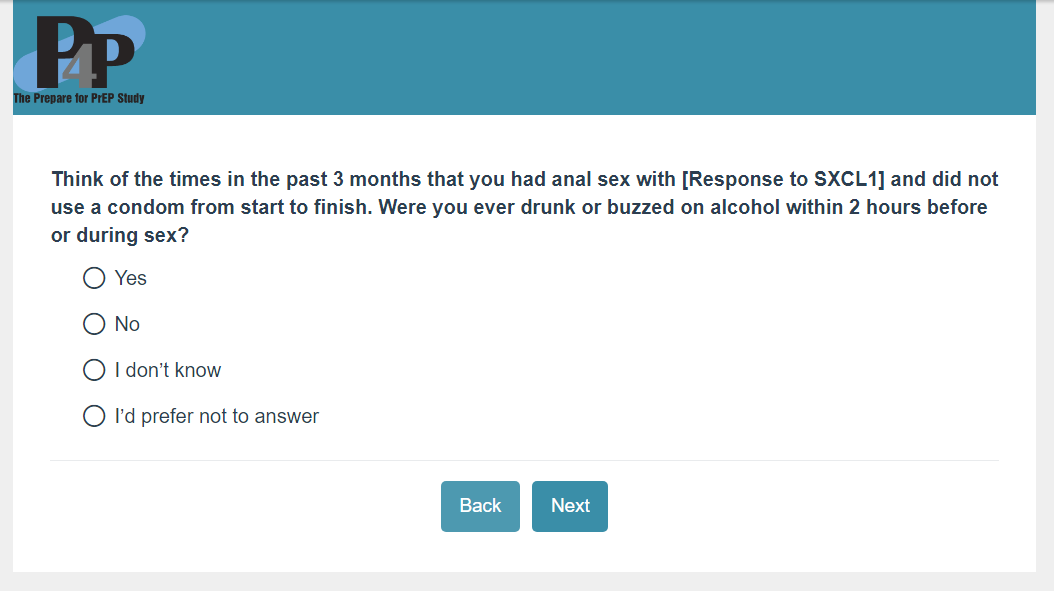 P4P
The Prepare for PrEP Study
Think of the times in the past 3 months that you had anal sex with [Response to SXCL1] and did not
use a condom from start to finish. Were you ever drunk or buzzed on alcohol within 2 hours before
or during sex?
Yes
No
I don’t know
I’d prefer not to answer
Back Next